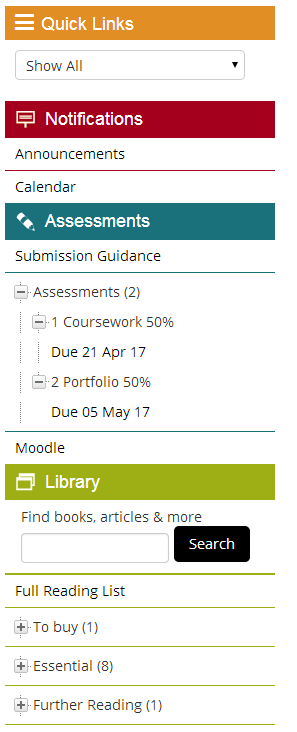 Quick Links
Show All
Notifications
Announcements
Calendar
Assessments
Submission Guidance
Assessments (2)
1 Coursework 50%
Due 21 Apr 17
2 Portfolio 50%
Due 05 May 17
Moodle
Library
Find books, articles & more
Search
Full Reading List
To buy (1)
Essential (8)
Further Reading (1)